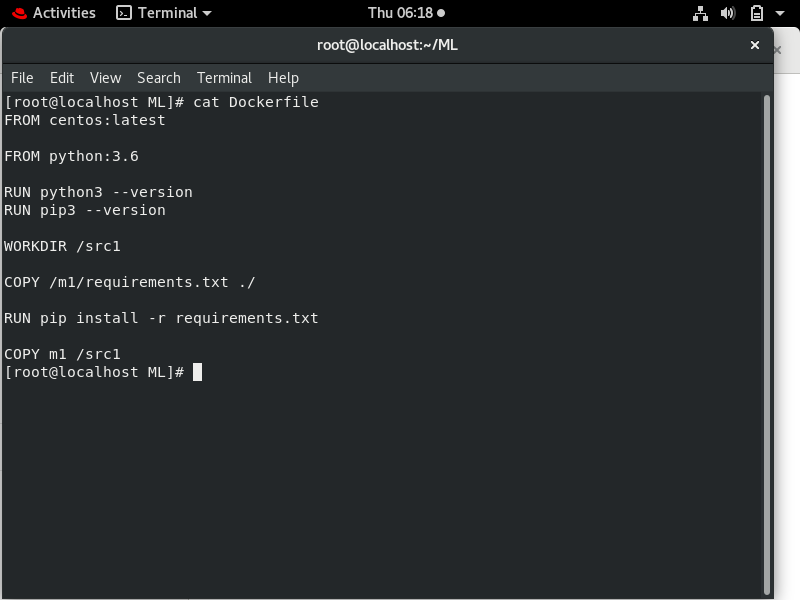 Activities Terminal Thu 06:18
root@localhost:~/ML
File Edit View Search Terminal Help
[root@localhost ML]# cat Dockerfile
FROM centos:latest
FROM python:3.6
RUN python3 --version
RUN pip3 --version
WORKDIR /src1
COPY /m1/requirements.txt ./
RUN pip install -r requirements.txt
COPY m1 /src1
[root@localhost ML]#